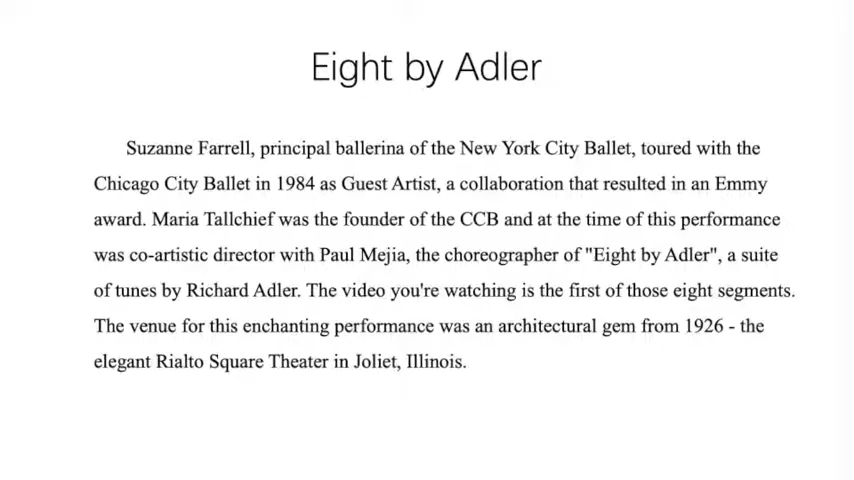 Eight by Adler
Suzanne Farrell, principal ballerina of the New York City Ballet, toured with the
Chicago City Ballet in 1984 as Guest Artist, a collaboration that resulted in an Emmy
award. Maria Tallchief was the founder of the CCB and at the time of this performance
was co-artistic director with Paul Mejia, the choreographer of "Eight by Adler", a suite
of tunes by Richard Adler. The video you're watching is the first of those eight segments.
The venue for this enchanting performance was an architectural gem from 1926 - the
elegant Rialto Square Theater in Joliet, Illinois.